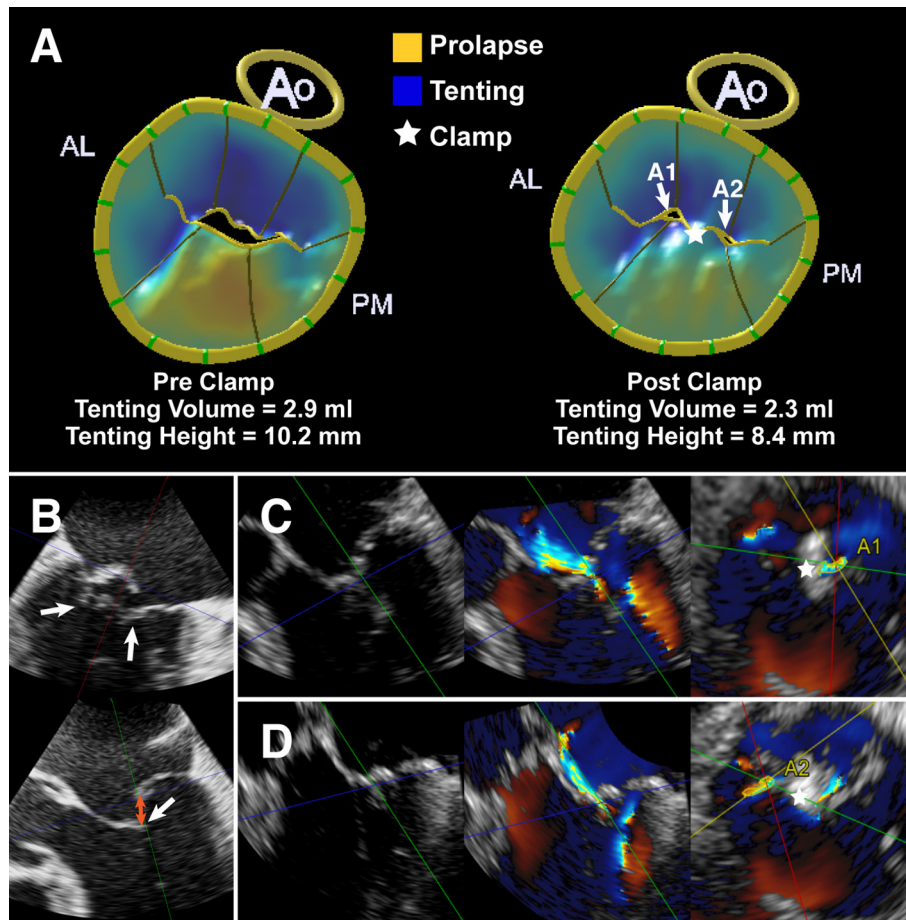 A
Ao
AL
PM
Pre Clamp
Tenting Volume = 2.9 ml
Tenting Height = 10.2 mm
Prolapse
Tenting
Clamp
Ao
AL
A1
A2
PM
Post Clamp
Tenting Volume = 2.3 ml
Tenting Height = 8.4 mm
B
C
A1
D
A2